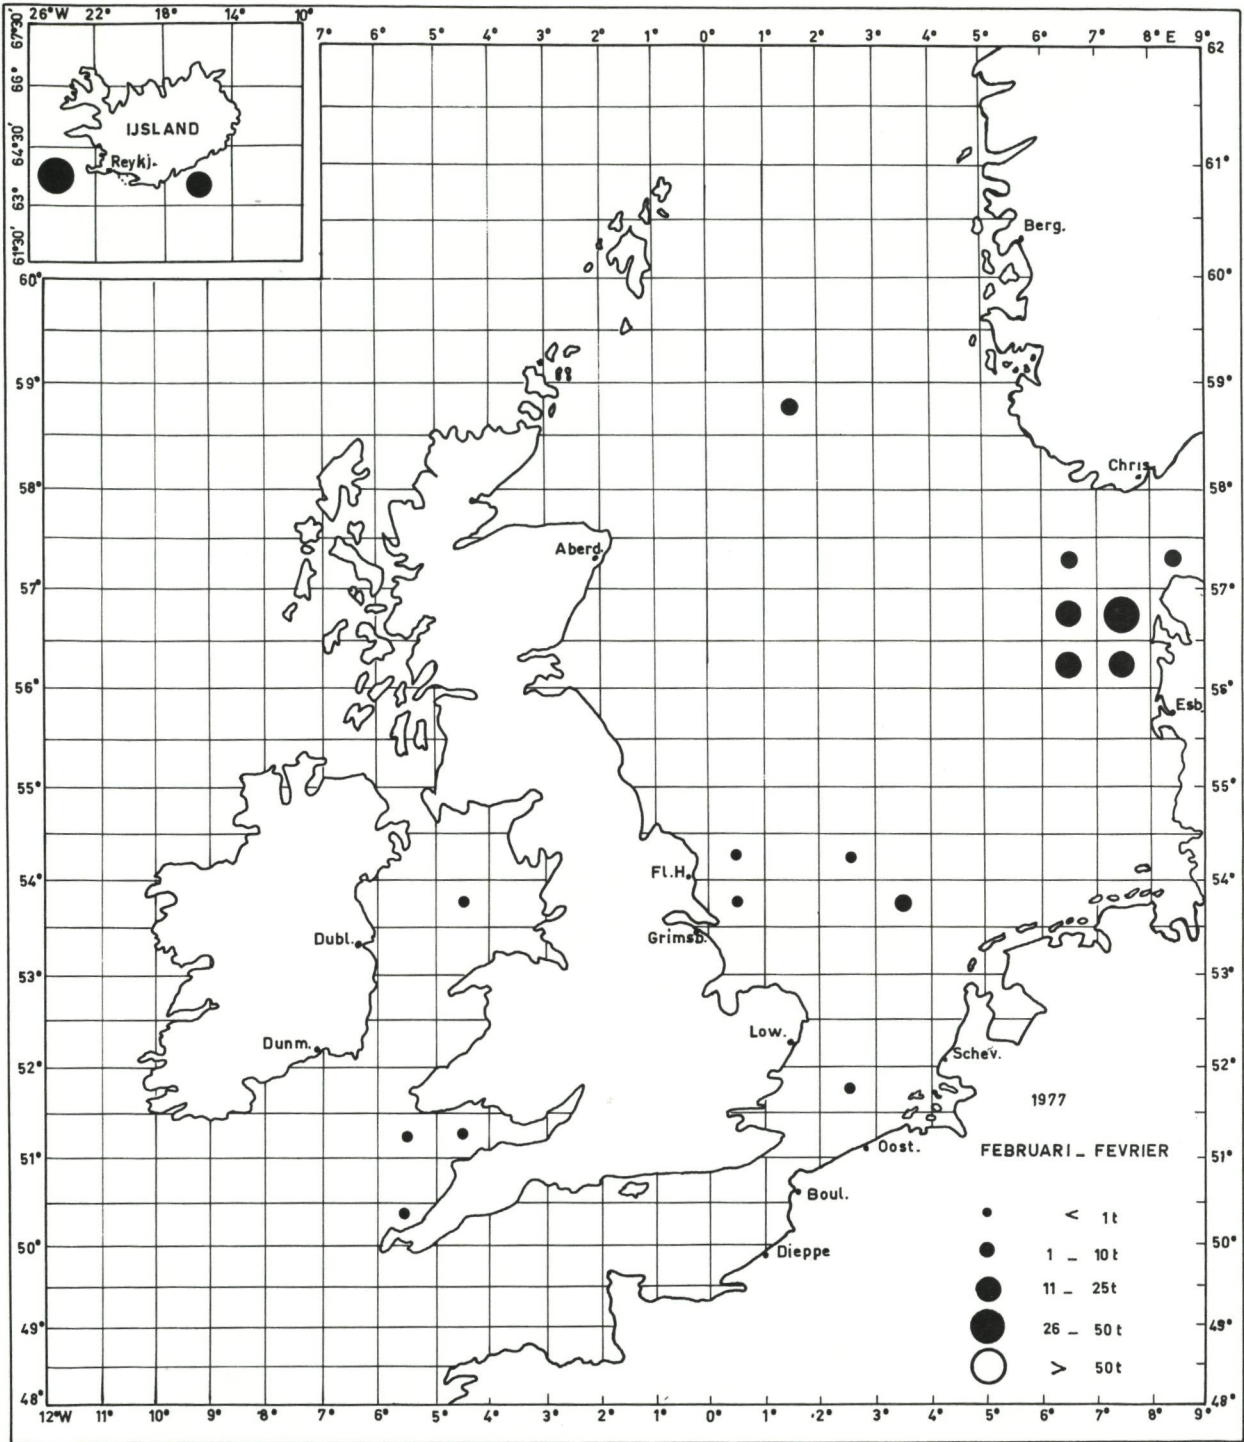 26°W 22° 18° 14° 10°
67°30'
66°
64°30'
63°
61°30'
IJSLAND
Reykj.
7° 6° 5° 4° 3° 2° 1° 0° 1° 2° 3° 4° 5° 6° 7° 8° E 9°
62
61°
60°
59°
58°
57°
56°
55°
54°
53°
52°
51°
50°
49°
48°
60°
59°
58°
57°
56°
55°
54°
53°
52°
51°
50°
49°
48°
Berg.
Chris
Aberd.
Esb
Fl.H.
Grimsb.
Dubl.
Dunm.
Low.
Schev.
Oost.
Boul.
Dieppe
1977
FEBRUARI _ FEVRIER
< 1t
1 _ 10t
11 _ 25t
26 _ 50t
> 50t
12°W 11° 10° 9° 8° 7° 6° 5° 4° 3° 2° 1° 0° 1° 2° 3° 4° 5° 6° 7° 8° 9°